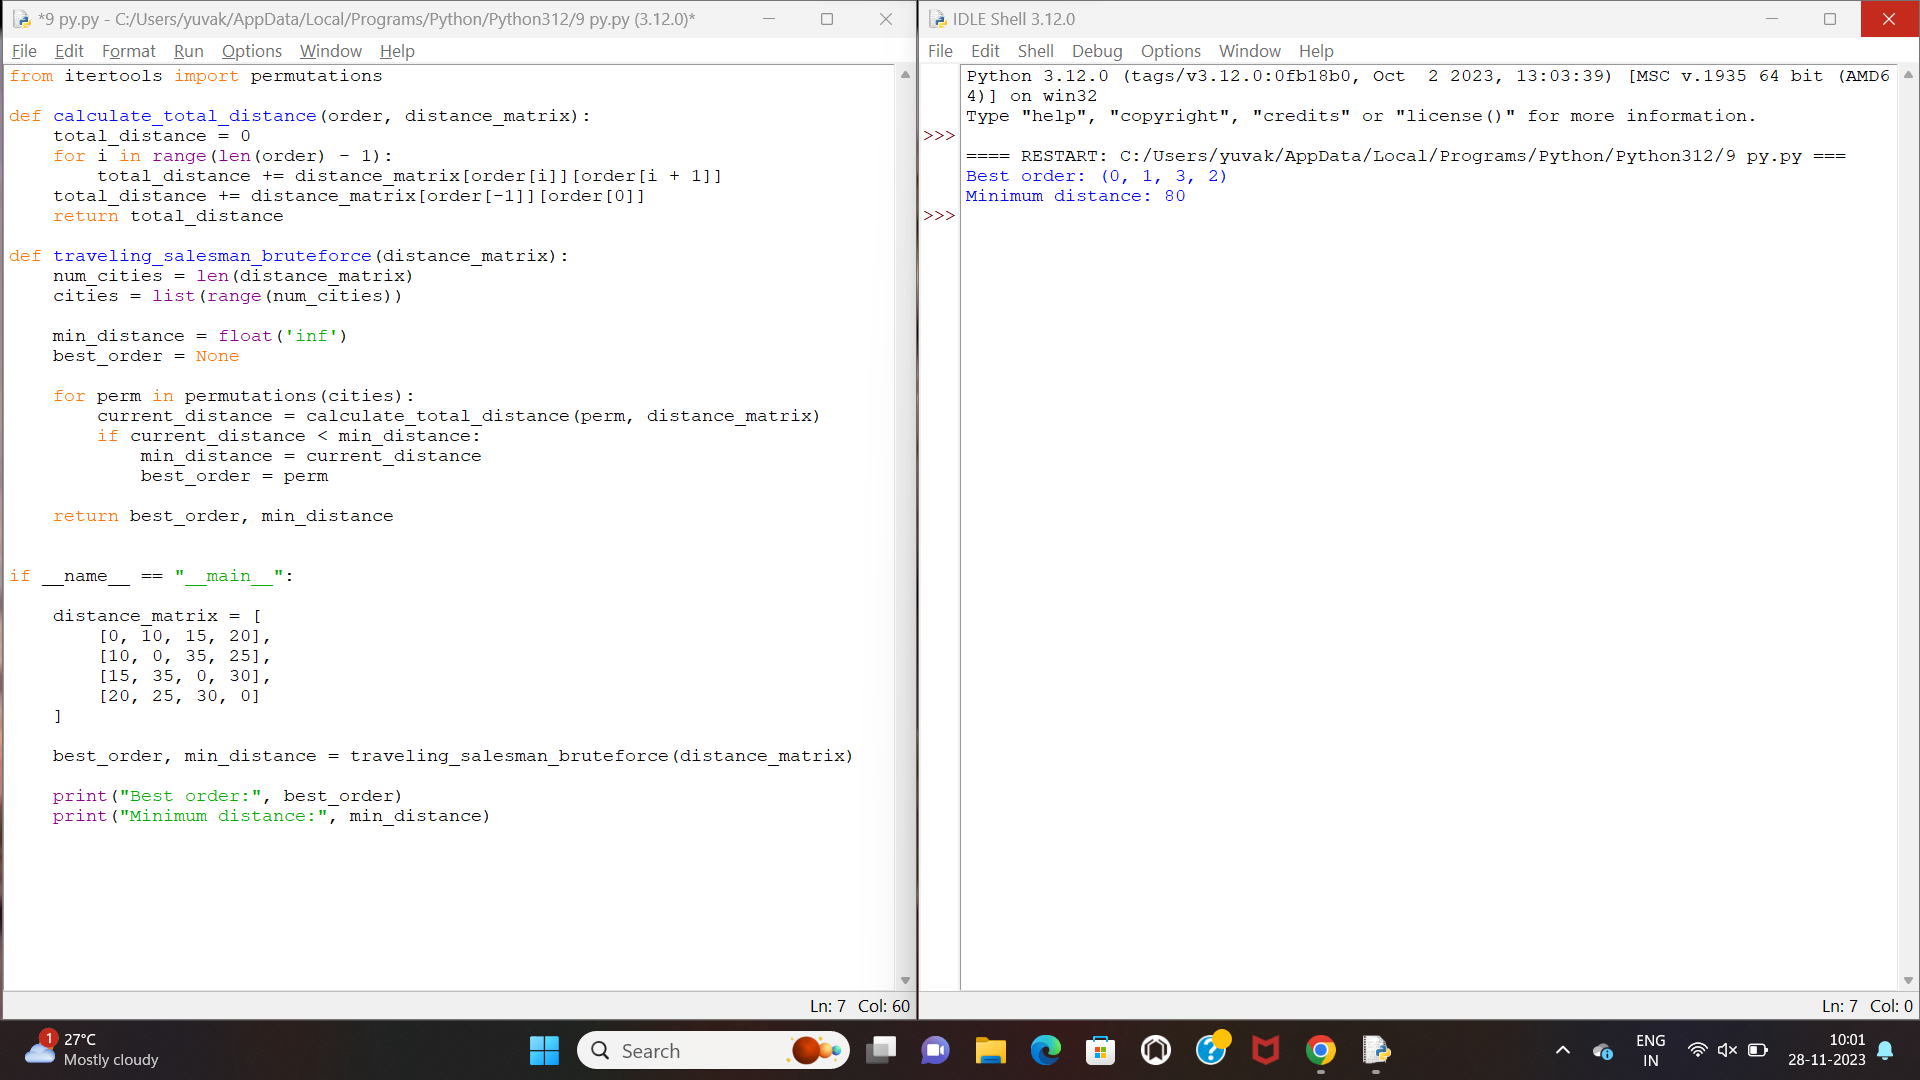 *9 py.py - C:/Users/yuvak/AppData/Local/Programs/Python/Python312/9 py.py (3.12.0)*
File Edit Format Run Options Window Help
from itertools import permutations

def calculate_total_distance(order, distance_matrix):
    total_distance = 0
    for i in range(len(order) - 1):
        total_distance += distance_matrix[order[i]][order[i + 1]]
    total_distance += distance_matrix[order[-1]][order[0]]
    return total_distance

def traveling_salesman_bruteforce(distance_matrix):
    num_cities = len(distance_matrix)
    cities = list(range(num_cities))

    min_distance = float('inf')
    best_order = None

    for perm in permutations(cities):
        current_distance = calculate_total_distance(perm, distance_matrix)
        if current_distance < min_distance:
            min_distance = current_distance
            best_order = perm

    return best_order, min_distance


if __name__ == "__main__":

    distance_matrix = [
        [0, 10, 15, 20],
        [10, 0, 35, 25],
        [15, 35, 0, 30],
        [20, 25, 30, 0]
    ]

    best_order, min_distance = traveling_salesman_bruteforce(distance_matrix)

    print("Best order:", best_order)
    print("Minimum distance:", min_distance)
Ln: 7 Col: 60
IDLE Shell 3.12.0
File Edit Shell Debug Options Window Help
Python 3.12.0 (tags/v3.12.0:0fb18b0, Oct  2 2023, 13:03:39) [MSC v.1935 64 bit (AMD6
4)] on win32
Type "help", "copyright", "credits" or "license()" for more information.
>>>
==== RESTART: C:/Users/yuvak/AppData/Local/Programs/Python/Python312/9 py.py ===
Best order: (0, 1, 3, 2)
Minimum distance: 80
>>>
Ln: 7 Col: 0
1
27°C
Mostly cloudy
Search
ENG
IN
10:01
28-11-2023